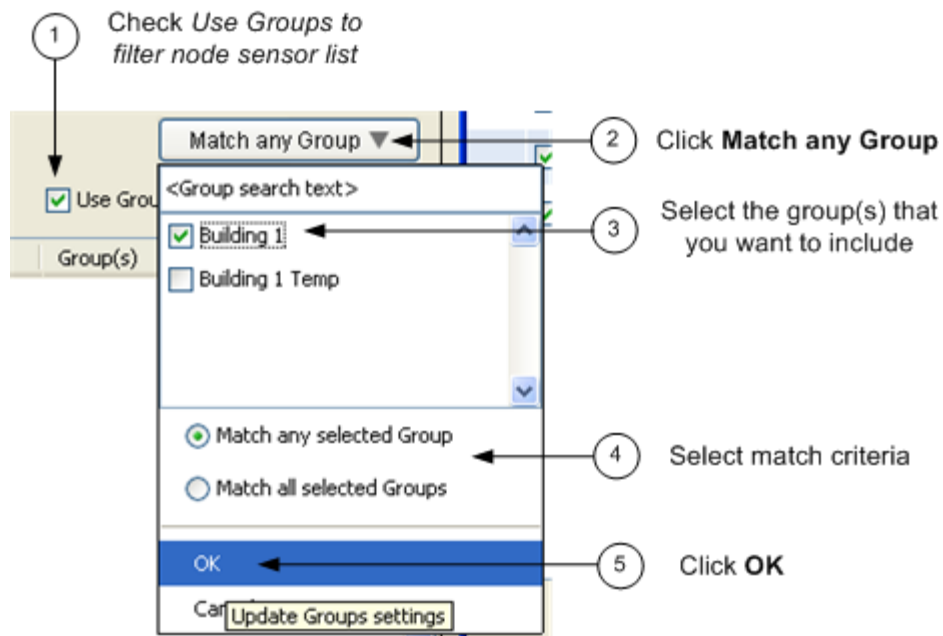 1
Check Use Groups to
filter node sensor list
Match any Group
2
Click Match any Group
Use Grou
<Group search text>
3
Select the group(s) that
you want to include
Building 1
Group(s)
Building 1 Temp
Match any selected Group
4
Select match criteria
Match all selected Groups
OK
5
Click OK
Update Groups settings